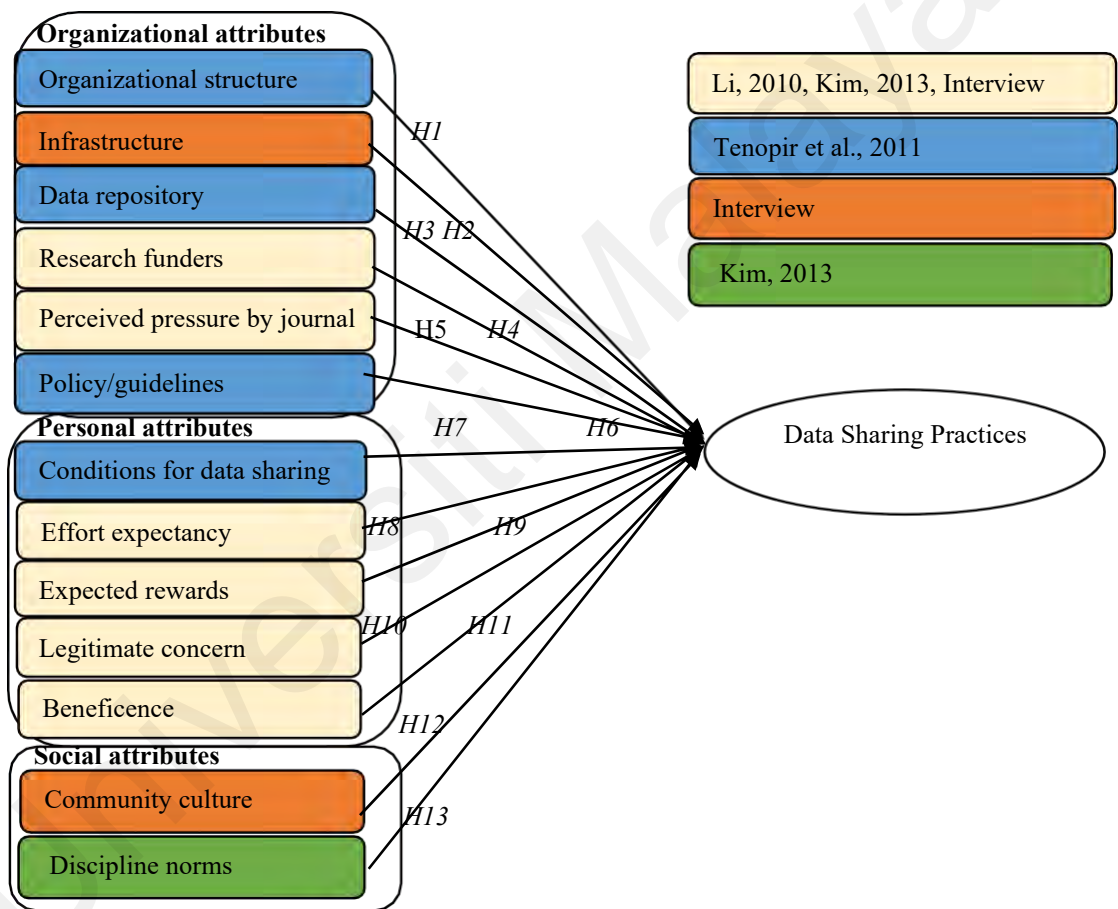 Organizational attributes
Organizational structure
Infrastructure
Data repository
Research funders
Perceived pressure by journal
Policy/guidelines
Personal attributes
Conditions for data sharing
Effort expectancy
Expected rewards
Legitimate concern
Beneficence
Social attributes
Community culture
Discipline norms
H1
H3 H2
H5 H4
H7 H6
H8 H9
H10 H11
H12
H13
Li, 2010, Kim, 2013, Interview
Tenopir et al., 2011
Interview
Kim, 2013
Data Sharing Practices
Universiti Malaya